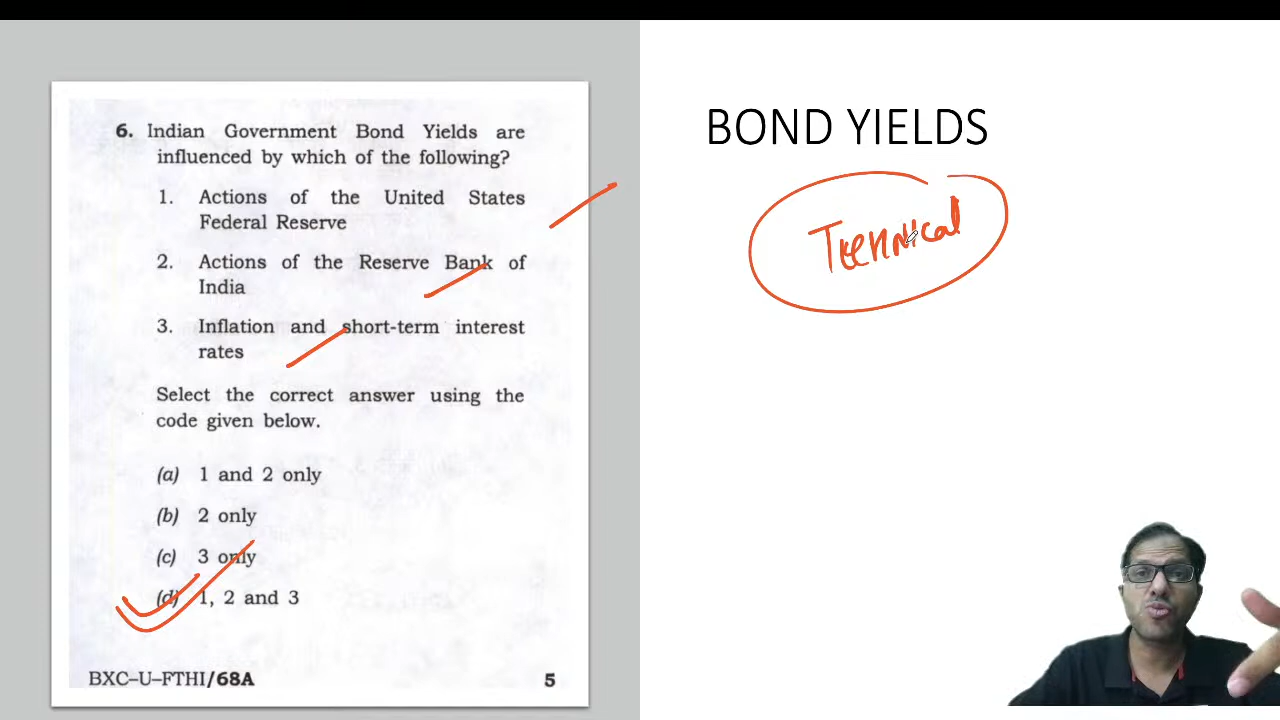 6. Indian Government Bond Yields are
influenced by which of the following?
1. Actions of the United States
Federal Reserve
2. Actions of the Reserve Bank of
India
3. Inflation and short-term interest
rates
Select the correct answer using the
code given below.
(a) 1 and 2 only
(b) 2 only
(c) 3 only
(d) 1, 2 and 3
BXC–U–FTHI/68A
5
BOND YIELDS
Technical